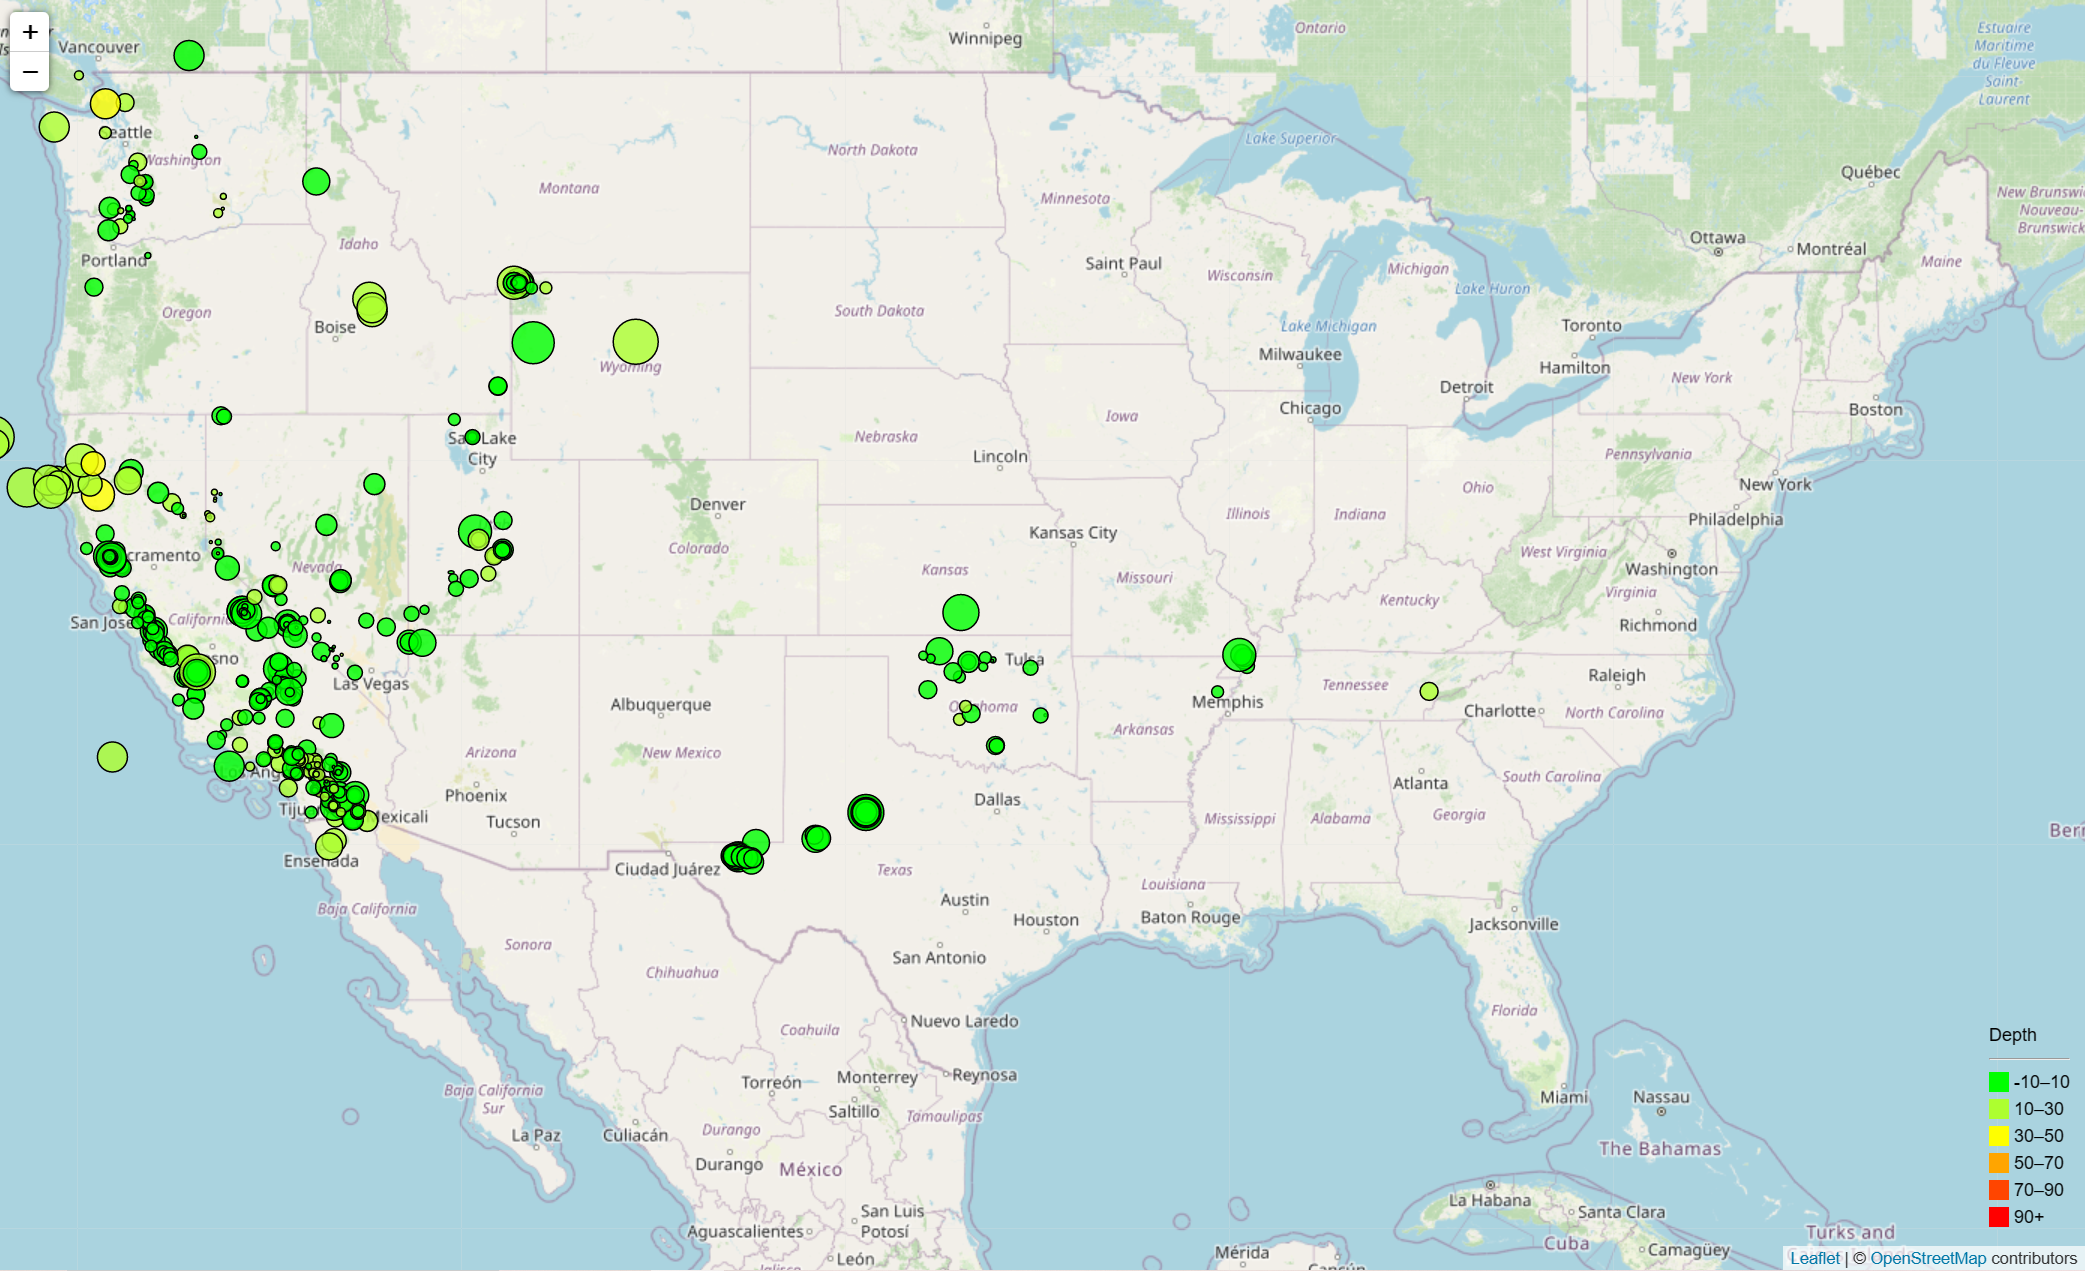 +
−
Vancouver
Winnipeg
Ontario
Estuaire
Maritime
du Fleuve
Saint-
Laurent
eattle
Lake Superior
Washington
North Dakota
Québec
Montana
Minnesota
New Brunswick
Nouveau-
Brunswick
Idaho
Ottawa
Montréal
Portland
Saint Paul
Wisconsin
Michigan
Maine
Lake Huron
Oregon
South Dakota
Boise
Lake Michigan
Toronto
Milwaukee
Hamilton
Wyoming
New York
Detroit
Chicago
Iowa
Boston
Nebraska
Salt Lake
City
Lincoln
Pennsylvania
Ohio
New York
Denver
Illinois
Indiana
Philadelphia
Kansas City
cramento
Colorado
West Virginia
Washington
Nevada
Kansas
Missouri
Kentucky
Virginia
San Jose
California
Richmond
sno
Tulsa
Las Vegas
Tennessee
Raleigh
Albuquerque
Oklahoma
Memphis
Charlotte
North Carolina
Arizona
New Mexico
Arkansas
Los Ang
Atlanta
South Carolina
Phoenix
Dallas
Tiju
Mexicali
Tucson
Mississippi
Alabama
Georgia
Ber
Ensenada
Ciudad Juárez
Texas
Louisiana
Baja California
Austin
Houston
Baton Rouge
Jacksonville
Sonora
San Antonio
Chihuahua
Florida
Coahuila
Nuevo Laredo
Depth
Torreón
Monterrey
Reynosa
-10–10
Baja California
Sur
Miami
Nassau
Saltillo
Tamaulipas
10–30
La Paz
Culiacán
Durango
30–50
The Bahamas
Durango
México
50–70
70–90
La Habana
San Luis
Potosí
Santa Clara
90+
Aguascalientes
Turks and
Cuba
Camagüey
Mérida
León
Jalisco
Cancún
Leaflet | © OpenStreetMap contributors